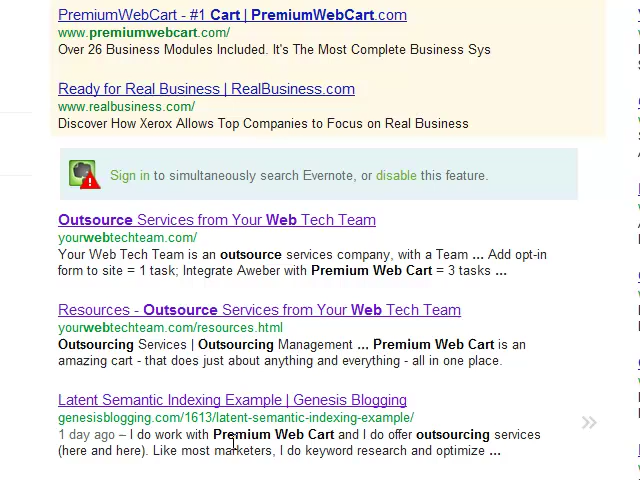 PremiumWebCart - #1 Cart | PremiumWebCart.com
www.premiumwebcart.com/
Over 26 Business Modules Included. It's The Most Complete Business Sys
Ready for Real Business | RealBusiness.com
www.realbusiness.com/
Discover How Xerox Allows Top Companies to Focus on Real Business
Sign in to simultaneously search Evernote, or disable this feature.
Outsource Services from Your Web Tech Team
yourwebtechteam.com/
Your Web Tech Team is an outsource services company, with a Team ... Add opt-in
form to site = 1 task; Integrate Aweber with Premium Web Cart = 3 tasks ...
Resources - Outsource Services from Your Web Tech Team
yourwebtechteam.com/resources.html
Outsourcing Services | Outsourcing Management ... Premium Web Cart is an
amazing cart - that does just about anything and everything - all in one place.
Latent Semantic Indexing Example | Genesis Blogging
genesisblogging.com/1613/latent-semantic-indexing-example/
1 day ago – I do work with Premium Web Cart and I do offer outsourcing services
(here and here). Like most marketers, I do keyword research and optimize ...